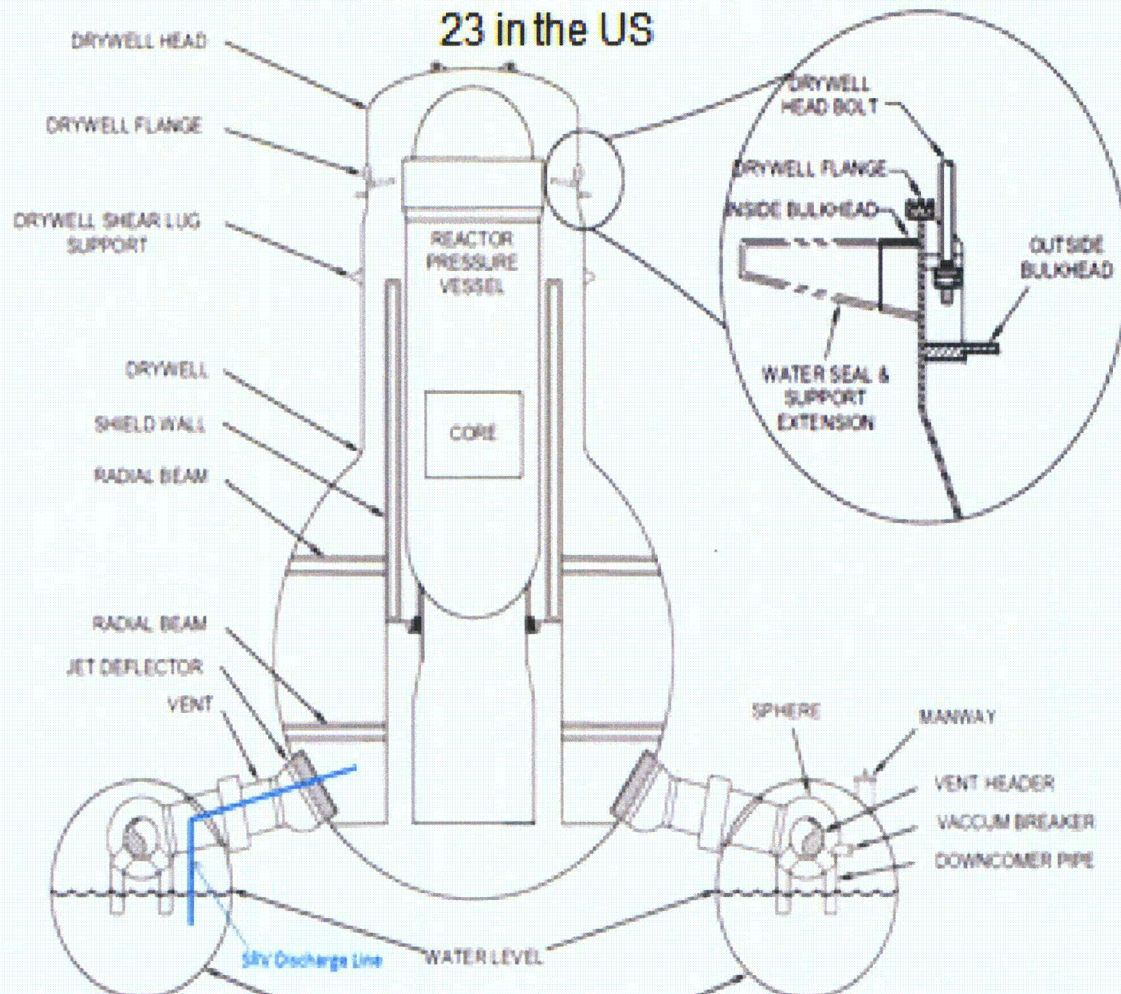 23 in the US
DRYWELL HEAD
DRYWELL FLANGE
DRYWELL SHEAR LUG
SUPPORT
DRYWELL
SHIELD WALL
RADIAL BEAM
RADIAL BEAM
JET DEFLECTOR
VENT
REACTOR
PRESSURE
VESSEL
CORE
DRYWELL
HEAD BOLT
DRYWELL FLANGE
INSIDE BULKHEAD
OUTSIDE
BULKHEAD
WATER SEAL &
SUPPORT
EXTENSION
SPHERE
MANWAY
VENT HEADER
VACCUM BREAKER
DOWNCOMER PIPE
SRV Discharge Line
WATER LEVEL